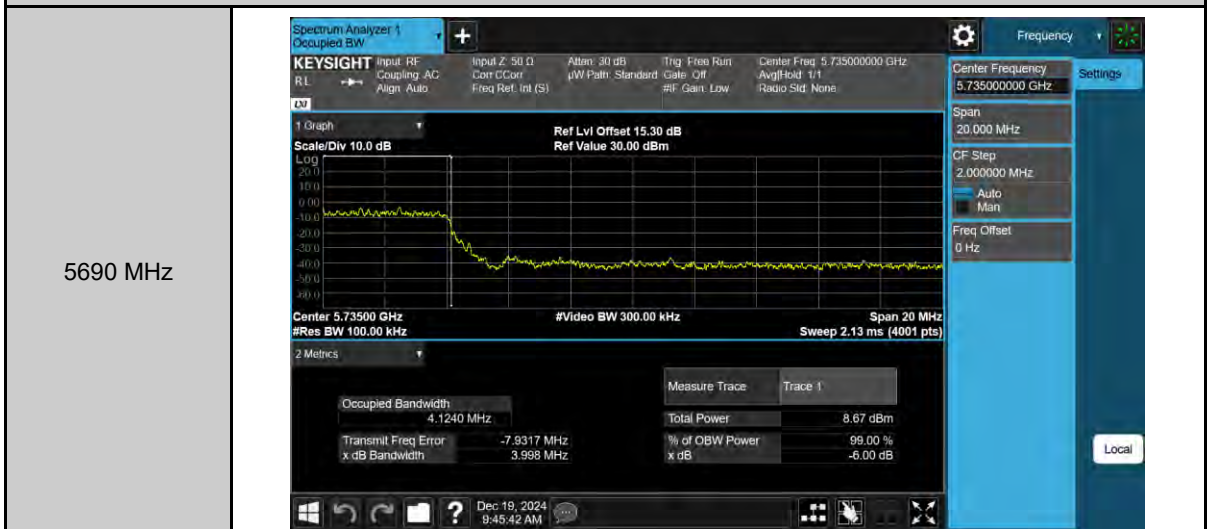 5690 MHz
Spectrum Analyzer 1
Occupied BW
+
Frequency
KEYSIGHT Input: RF Input Z: 50 Ω Atten: 30 dB Trig: Free Run Center Freq: 5.735000000 GHz
RL Coupling: AC Corr CCorr µW Path: Standard Gate: Off Avg|Hold: 1/1
Align: Auto Freq Ref: Int (S) #IF Gain: Low Radio Std: None
LXI
Center Frequency
5.735000000 GHz
Settings
Span
20.000 MHz
CF Step
2.000000 MHz
Auto
Man
Freq Offset
0 Hz
Local
1 Graph
Scale/Div 10.0 dB
Ref Lvl Offset 15.30 dB
Ref Value 30.00 dBm
Log
20.0
10.0
0.00
-10.0
-20.0
-30.0
-40.0
-50.0
-60.0
Center 5.73500 GHz #Video BW 300.00 kHz Span 20 MHz
#Res BW 100.00 kHz Sweep 2.13 ms (4001 pts)
2 Metrics
Measure Trace Trace 1
Occupied Bandwidth
4.1240 MHz
Total Power 8.67 dBm
Transmit Freq Error -7.9317 MHz % of OBW Power 99.00 %
x dB Bandwidth 3.998 MHz x dB -6.00 dB
? Dec 19, 2024
9:45:42 AM